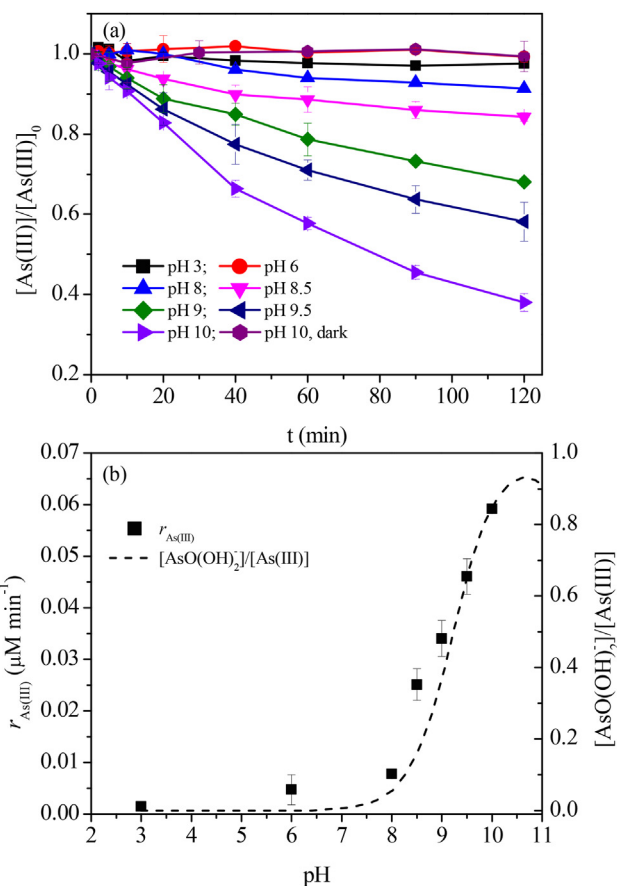 (a)
1.0
0.8
0.6
0.4
0.2
[As(III)]/[As(III)]₀
pH 3; pH 6
pH 8; pH 8.5
pH 9; pH 9.5
pH 10; pH 10, dark
0 20 40 60 80 100 120
t (min)
(b)
0.07
0.06
0.05
0.04
0.03
0.02
0.01
0.00
r_As(III) (μM min⁻¹)
r_As(III)
[AsO(OH)₂⁻]/[As(III)]
1.0
0.8
0.6
0.4
0.2
0.0
[AsO(OH)₂⁻]/[As(III)]
2 3 4 5 6 7 8 9 10 11
pH